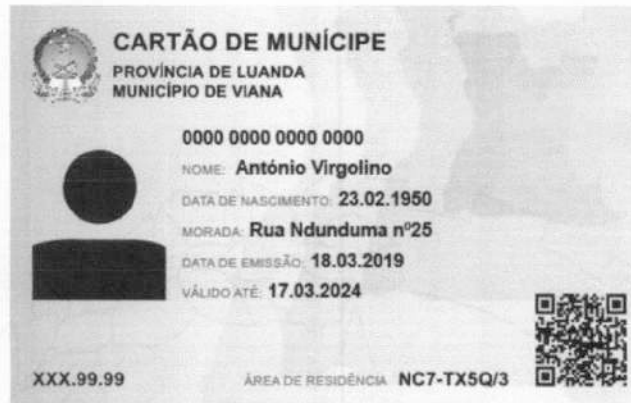 CARTÃO DE MUNÍCIPE
PROVÍNCIA DE LUANDA
MUNICÍPIO DE VIANA
0000 0000 0000 0000
NOME: António Virgolino
DATA DE NASCIMENTO: 23.02.1950
MORADA: Rua Ndunduma nº25
DATA DE EMISSÃO: 18.03.2019
VÁLIDO ATÉ: 17.03.2024
XXX.99.99
ÁREA DE RESIDÊNCIA NC7-TX5Q/3